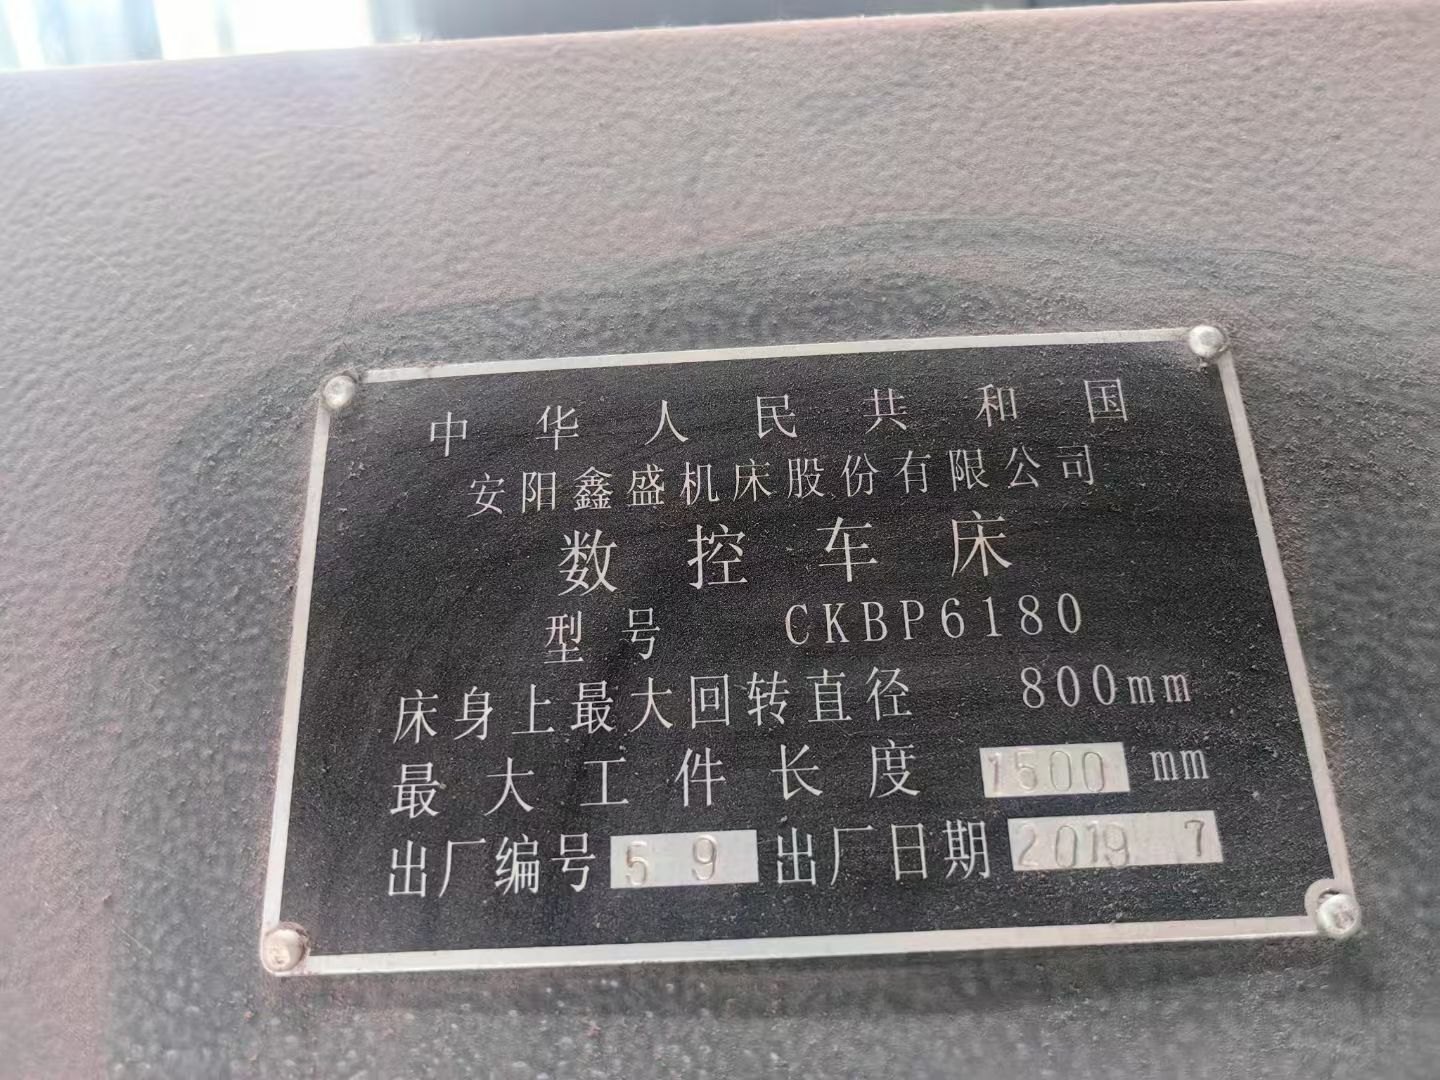 中华人民共和国
安阳鑫盛机床股份有限公司
数控车床
型号 CKBP6180
床身上最大回转直径 800mm
最大工件长度 1500 mm
出厂编号 59 出厂日期 2019 7